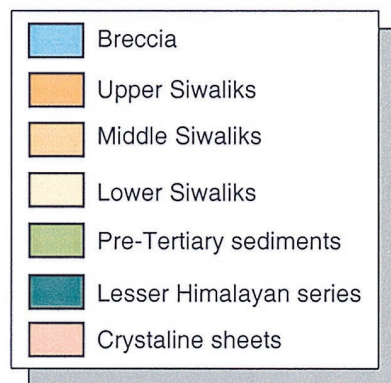 Breccia
Upper Siwaliks
Middle Siwaliks
Lower Siwaliks
Pre-Tertiary sediments
Lesser Himalayan series
Crystaline sheets